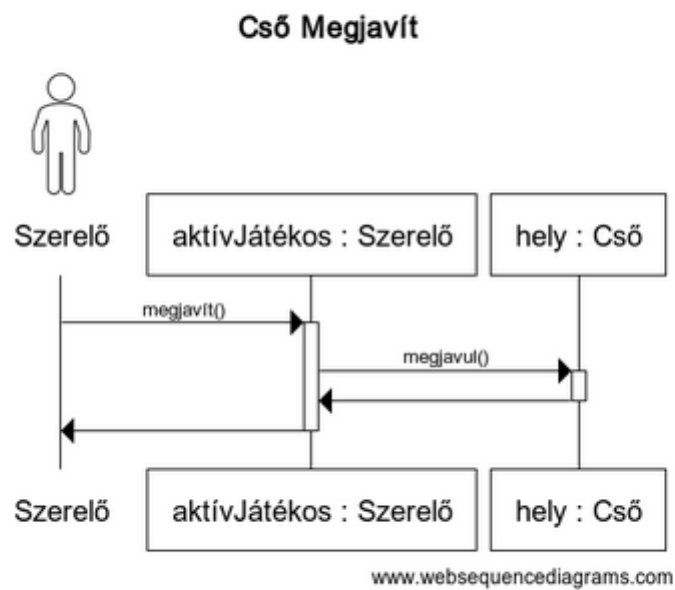 Cső Megjavít
Szerelő
aktívJátékos : Szerelő
hely : Cső
megjavít()
megjavul()
Szerelő
aktívJátékos : Szerelő
hely : Cső
www.websequencediagrams.com